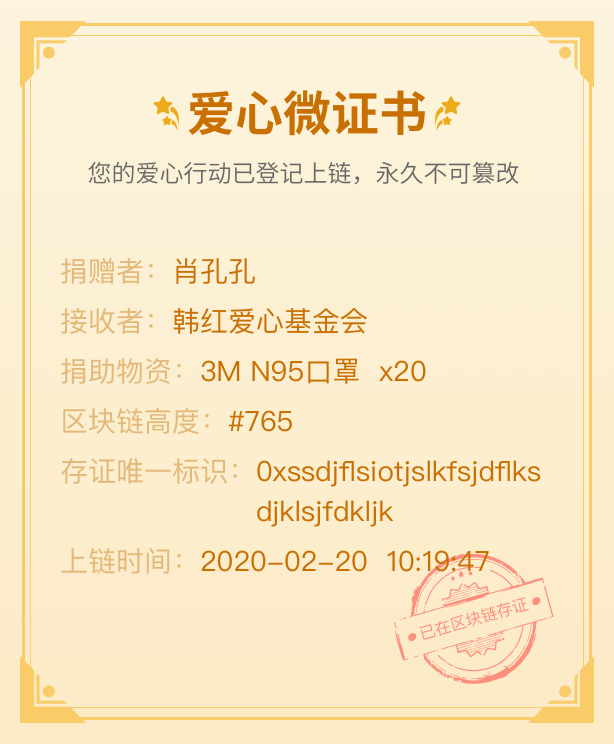 爱心微证书
您的爱心行动已登记上链，永久不可篡改
捐赠者：肖孔孔
接收者：韩红爱心基金会
捐助物资：3M N95口罩 x20
区块链高度：#765
存证唯一标识：0xssdjflsiotjslkfsjdflks
djklsjfdkljk
上链时间：2020-02-20 10:19:47
已在区块链存证